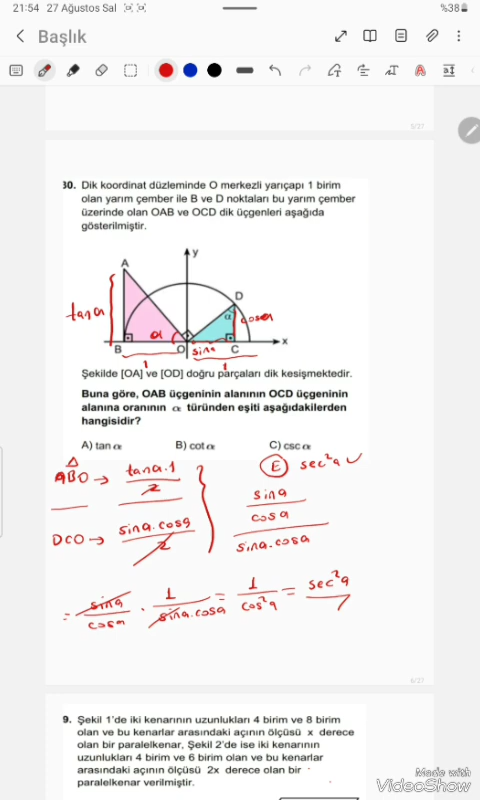 21:54 27 Ağustos Sal %38
Başlık
5/27
30. Dik koordinat düzleminde O merkezli yarıçapı 1 birim
olan yarım çember ile B ve D noktaları bu yarım çember
üzerinde olan OAB ve OCD dik üçgenleri aşağıda
gösterilmiştir.
y
A
D
tana
α
cosa
α
x
B
O
sina
C
1
1
Şekilde [OA] ve [OD] doğru parçaları dik kesişmektedir.
Buna göre, OAB üçgeninin alanının OCD üçgeninin
alanına oranının α türünden eşiti aşağıdakilerden
hangisidir?
A) tan α B) cot α C) csc α
ABO → tana.1 / 2
E sec²a ✓
DCO → sina.cosa / 2
sina / cosa
sina.cosa
= sina / cosa . 1 / sina.cosa = 1 / cos²a = sec²a
6/27
9. Şekil 1'de iki kenarının uzunlukları 4 birim ve 8 birim
olan ve bu kenarlar arasındaki açının ölçüsü x derece
olan bir paralelkenar, Şekil 2'de ise iki kenarının
uzunlukları 4 birim ve 6 birim olan ve bu kenarlar
arasındaki açının ölçüsü 2x derece olan bir
paralelkenar verilmiştir.
Made with
VideoShow